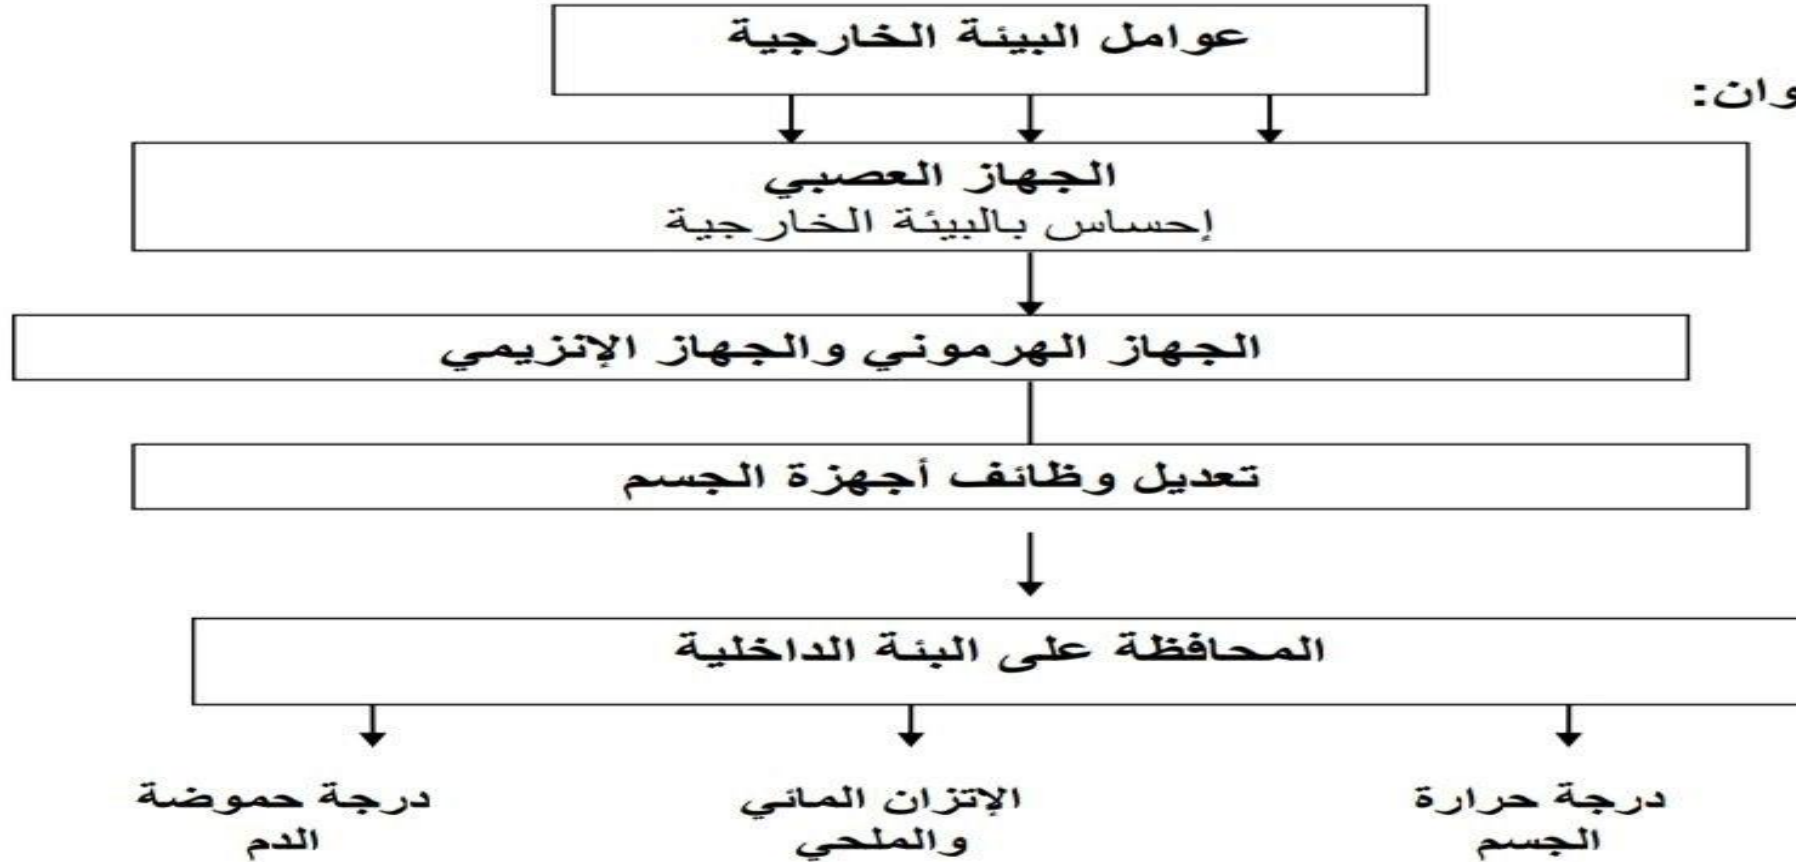 عوامل البيئة الخارجية
وان:
الجهاز العصبي
إحساس بالبيئة الخارجية
الجهاز الهرموني والجهاز الإنزيمي
تعديل وظائف أجهزة الجسم
المحافظة على البئة الداخلية
درجة حرارة
الجسم
الإتزان المائي
والملحي
درجة حموضة
الدم